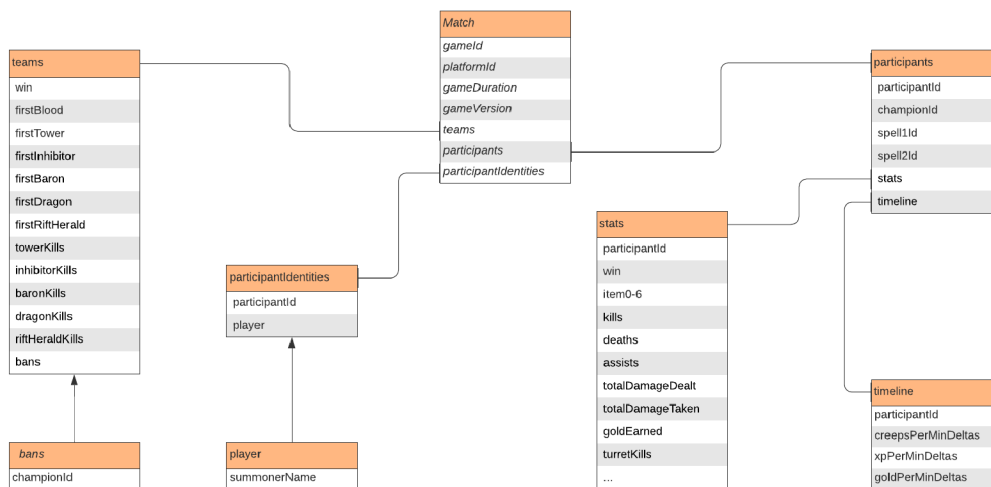 Match
gameId
platformId
gameDuration
gameVersion
teams
participants
participantIdentities
teams
win
firstBlood
firstTower
firstInhibitor
firstBaron
firstDragon
firstRiftHerald
towerKills
inhibitorKills
baronKills
dragonKills
riftHeraldKills
bans
participants
participantId
championId
spell1Id
spell2Id
stats
timeline
stats
participantId
win
item0-6
kills
deaths
assists
totalDamageDealt
totalDamageTaken
goldEarned
turretKills
...
participantIdentities
participantId
player
timeline
participantId
creepsPerMinDeltas
xpPerMinDeltas
goldPerMinDeltas
bans
championId
player
summonerName